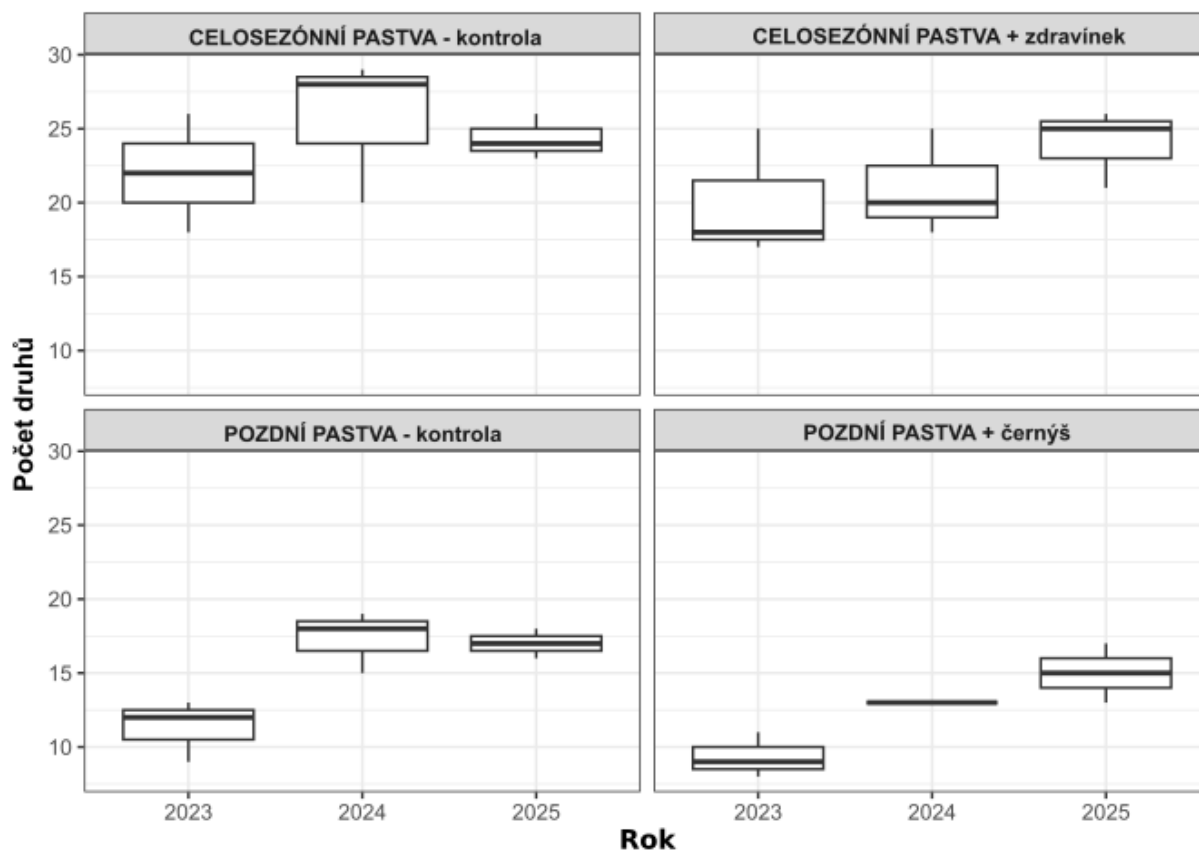 CELOSEZÓNNÍ PASTVA - kontrola
CELOSEZÓNNÍ PASTVA + zdravínek
30
25
20
15
10
Počet druhů
POZDNÍ PASTVA - kontrola
POZDNÍ PASTVA + černýš
30
25
20
15
10
2023
2024
2025
2023
2024
2025
Rok